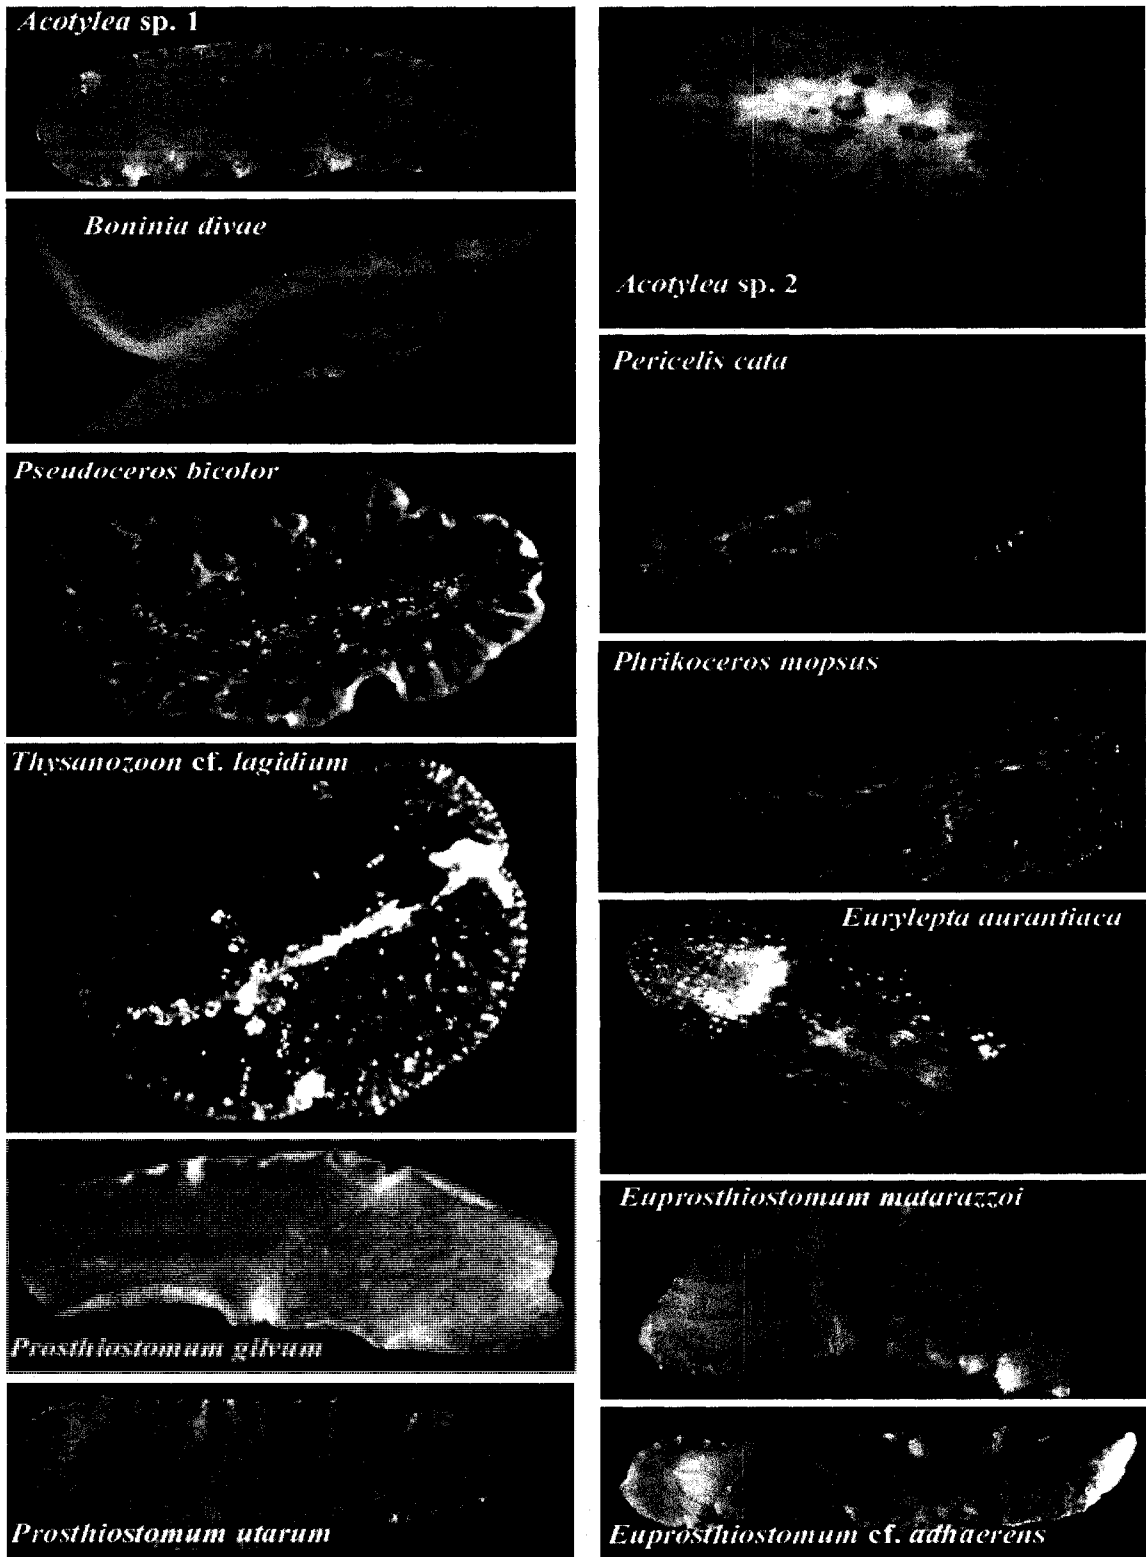 Acotylea sp. 1
Boninia divae
Pseudoceros bicolor
Thysanozoon cf. lagidium
Prosthiostomum gilvum
Prosthiostomum utarum
Acotylea sp. 2
Pericelis cata
Phrikoceros mopsus
Eurylepta aurantiaca
Euprosthiostomum matarazzoi
Euprosthiostomum cf. adhaerens